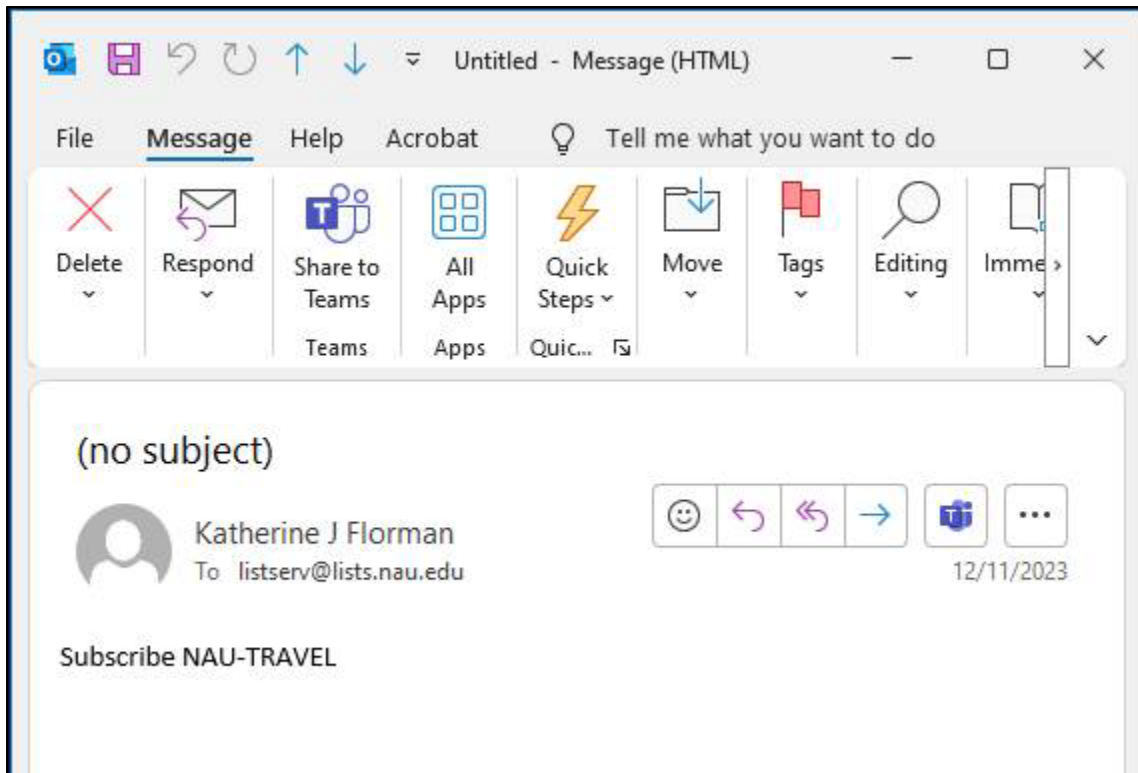 Untitled - Message (HTML)
File Message Help Acrobat Tell me what you want to do
Delete Respond Share to Teams All Apps Quick Steps Move Tags Editing Imme
Teams Apps Quic...
(no subject)
Katherine J Florman
To listserv@lists.nau.edu
12/11/2023
Subscribe NAU-TRAVEL